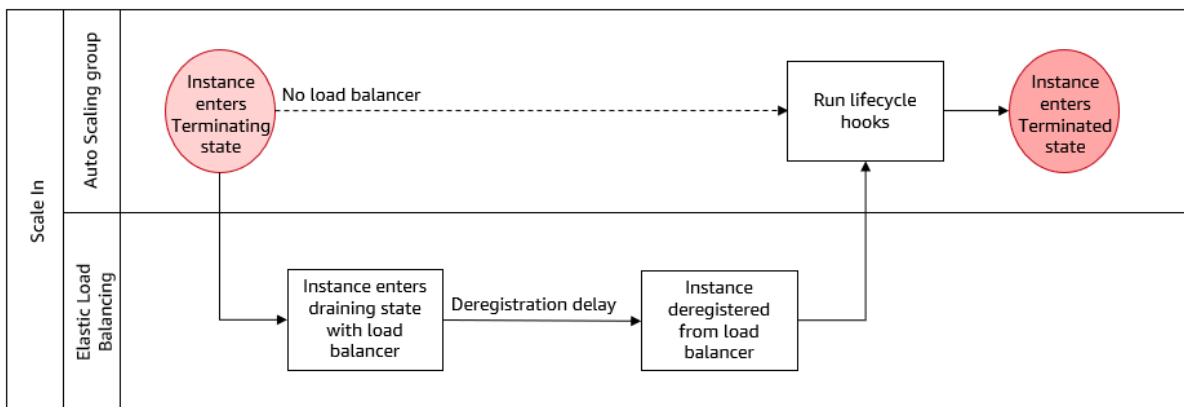 Scale In
Auto Scaling group
Instance
enters
Terminating
state
No load balancer
Run lifecycle
hooks
Instance
enters
Terminated
state
Elastic Load
Balancing
Instance enters
draining state
with load
balancer
Deregistration delay
Instance
deregistered
from load
balancer